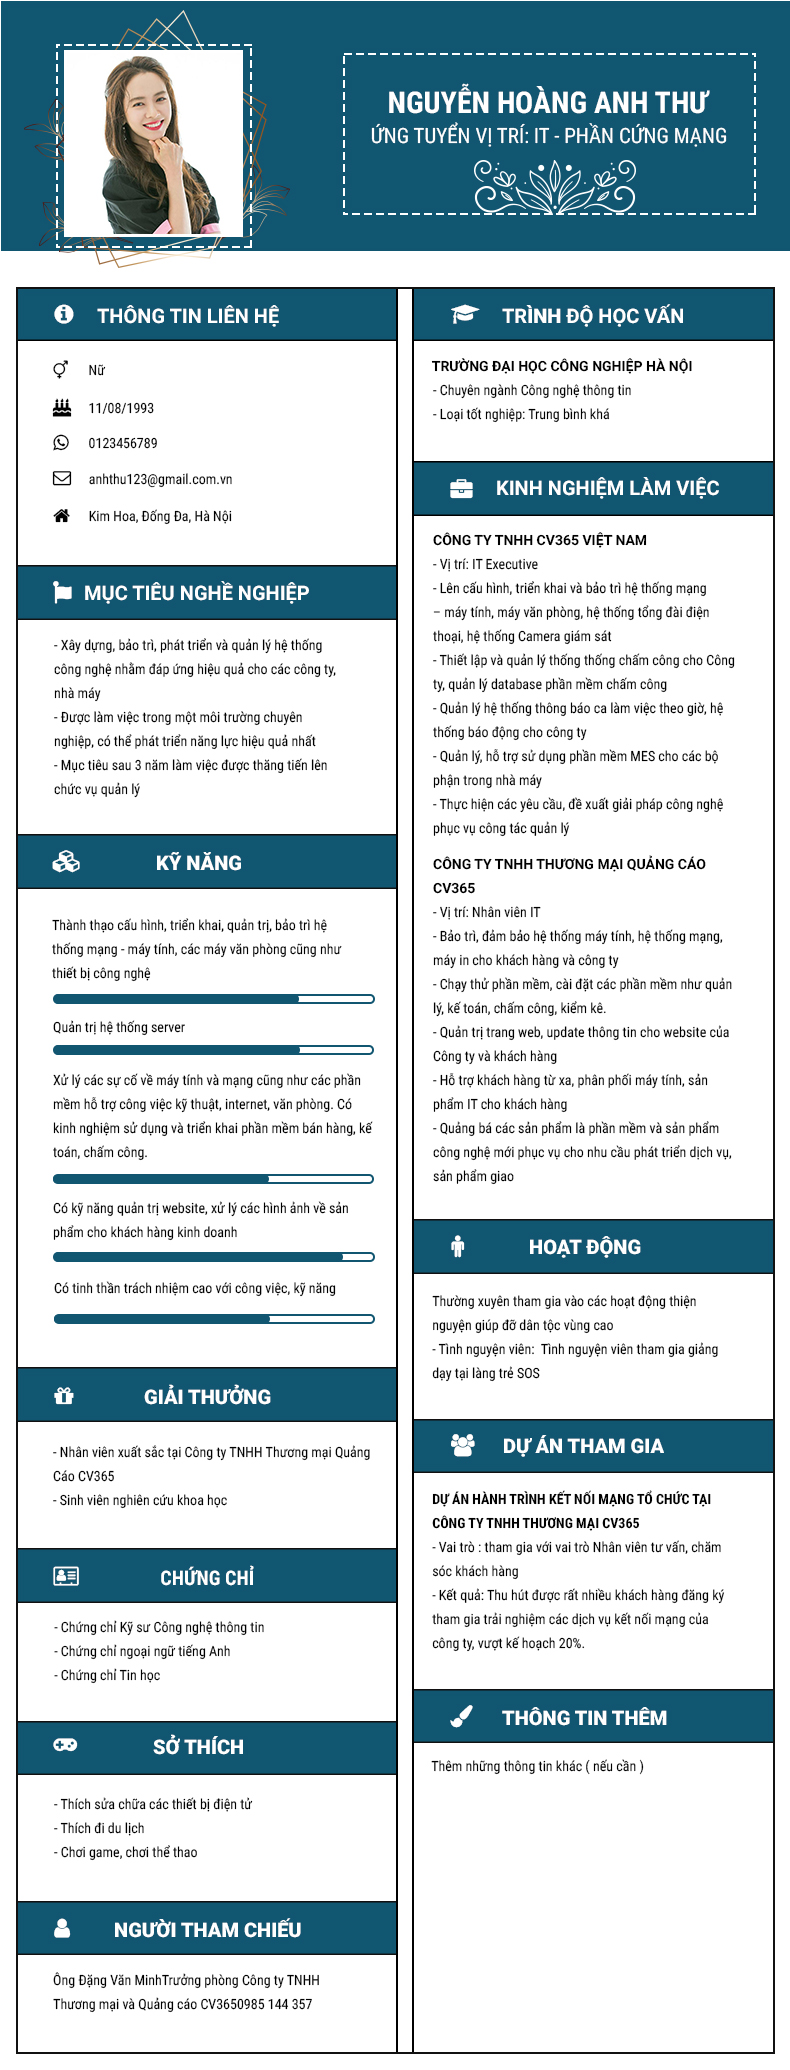 NGUYỄN HOÀNG ANH THƯ
ỨNG TUYỂN VỊ TRÍ: IT - PHẦN CỨNG MẠNG
THÔNG TIN LIÊN HỆ
Nữ
11/08/1993
0123456789
anhthu123@gmail.com.vn
Kim Hoa, Đống Đa, Hà Nội
MỤC TIÊU NGHỀ NGHIỆP
- Xây dựng, bảo trì, phát triển và quản lý hệ thống
công nghệ nhằm đáp ứng hiệu quả cho các công ty,
nhà máy
- Được làm việc trong một môi trường chuyên
nghiệp, có thể phát triển năng lực hiệu quả nhất
- Mục tiêu sau 3 năm làm việc được thăng tiến lên
chức vụ quản lý
KỸ NĂNG
Thành thạo cấu hình, triển khai, quản trị, bảo trì hệ
thống mạng - máy tính, các máy văn phòng cũng như
thiết bị công nghệ
Quản trị hệ thống server
Xử lý các sự cố về máy tính và mạng cũng như các phần
mềm hỗ trợ công việc kỹ thuật, internet, văn phòng. Có
kinh nghiệm sử dụng và triển khai phần mềm bán hàng, kế
toán, chấm công.
Có kỹ năng quản trị website, xử lý các hình ảnh về sản
phẩm cho khách hàng kinh doanh
Có tinh thần trách nhiệm cao với công việc, kỹ năng
GIẢI THƯỞNG
- Nhân viên xuất sắc tại Công ty TNHH Thương mại Quảng
Cáo CV365
- Sinh viên nghiên cứu khoa học
CHỨNG CHỈ
- Chứng chỉ Kỹ sư Công nghệ thông tin
- Chứng chỉ ngoại ngữ tiếng Anh
- Chứng chỉ Tin học
SỞ THÍCH
- Thích sửa chữa các thiết bị điện tử
- Thích đi du lịch
- Chơi game, chơi thể thao
NGƯỜI THAM CHIẾU
Ông Đặng Văn MinhTrưởng phòng Công ty TNHH
Thương mại và Quảng cáo CV3650985 144 357
TRÌNH ĐỘ HỌC VẤN
TRƯỜNG ĐẠI HỌC CÔNG NGHIỆP HÀ NỘI
- Chuyên ngành Công nghệ thông tin
- Loại tốt nghiệp: Trung bình khá
KINH NGHIỆM LÀM VIỆC
CÔNG TY TNHH CV365 VIỆT NAM
- Vị trí: IT Executive
- Lên cấu hình, triển khai và bảo trì hệ thống mạng
– máy tính, máy văn phòng, hệ thống tổng đài điện
thoại, hệ thống Camera giám sát
- Thiết lập và quản lý thống thống chấm công cho Công
ty, quản lý database phần mềm chấm công
- Quản lý hệ thống thông báo ca làm việc theo giờ, hệ
thống báo động cho công ty
- Quản lý, hỗ trợ sử dụng phần mềm MES cho các bộ
phận trong nhà máy
- Thực hiện các yêu cầu, đề xuất giải pháp công nghệ
phục vụ công tác quản lý
CÔNG TY TNHH THƯƠNG MẠI QUẢNG CÁO
CV365
- Vị trí: Nhân viên IT
- Bảo trì, đảm bảo hệ thống máy tính, hệ thống mạng,
máy in cho khách hàng và công ty
- Chạy thử phần mềm, cài đặt các phần mềm như quản
lý, kế toán, chấm công, kiểm kê.
- Quản trị trang web, update thông tin cho website của
Công ty và khách hàng
- Hỗ trợ khách hàng từ xa, phân phối máy tính, sản
phẩm IT cho khách hàng
- Quảng bá các sản phẩm là phần mềm và sản phẩm
công nghệ mới phục vụ cho nhu cầu phát triển dịch vụ,
sản phẩm giao
HOẠT ĐỘNG
Thường xuyên tham gia vào các hoạt động thiện
nguyện giúp đỡ dân tộc vùng cao
- Tình nguyện viên: Tình nguyện viên tham gia giảng
dạy tại làng trẻ SOS
DỰ ÁN THAM GIA
DỰ ÁN HÀNH TRÌNH KẾT NỐI MẠNG TỔ CHỨC TẠI
CÔNG TY TNHH THƯƠNG MẠI CV365
- Vai trò : tham gia với vai trò Nhân viên tư vấn, chăm
sóc khách hàng
- Kết quả: Thu hút được rất nhiều khách hàng đăng ký
tham gia trải nghiệm các dịch vụ kết nối mạng của
công ty, vượt kế hoạch 20%.
THÔNG TIN THÊM
Thêm những thông tin khác ( nếu cần )